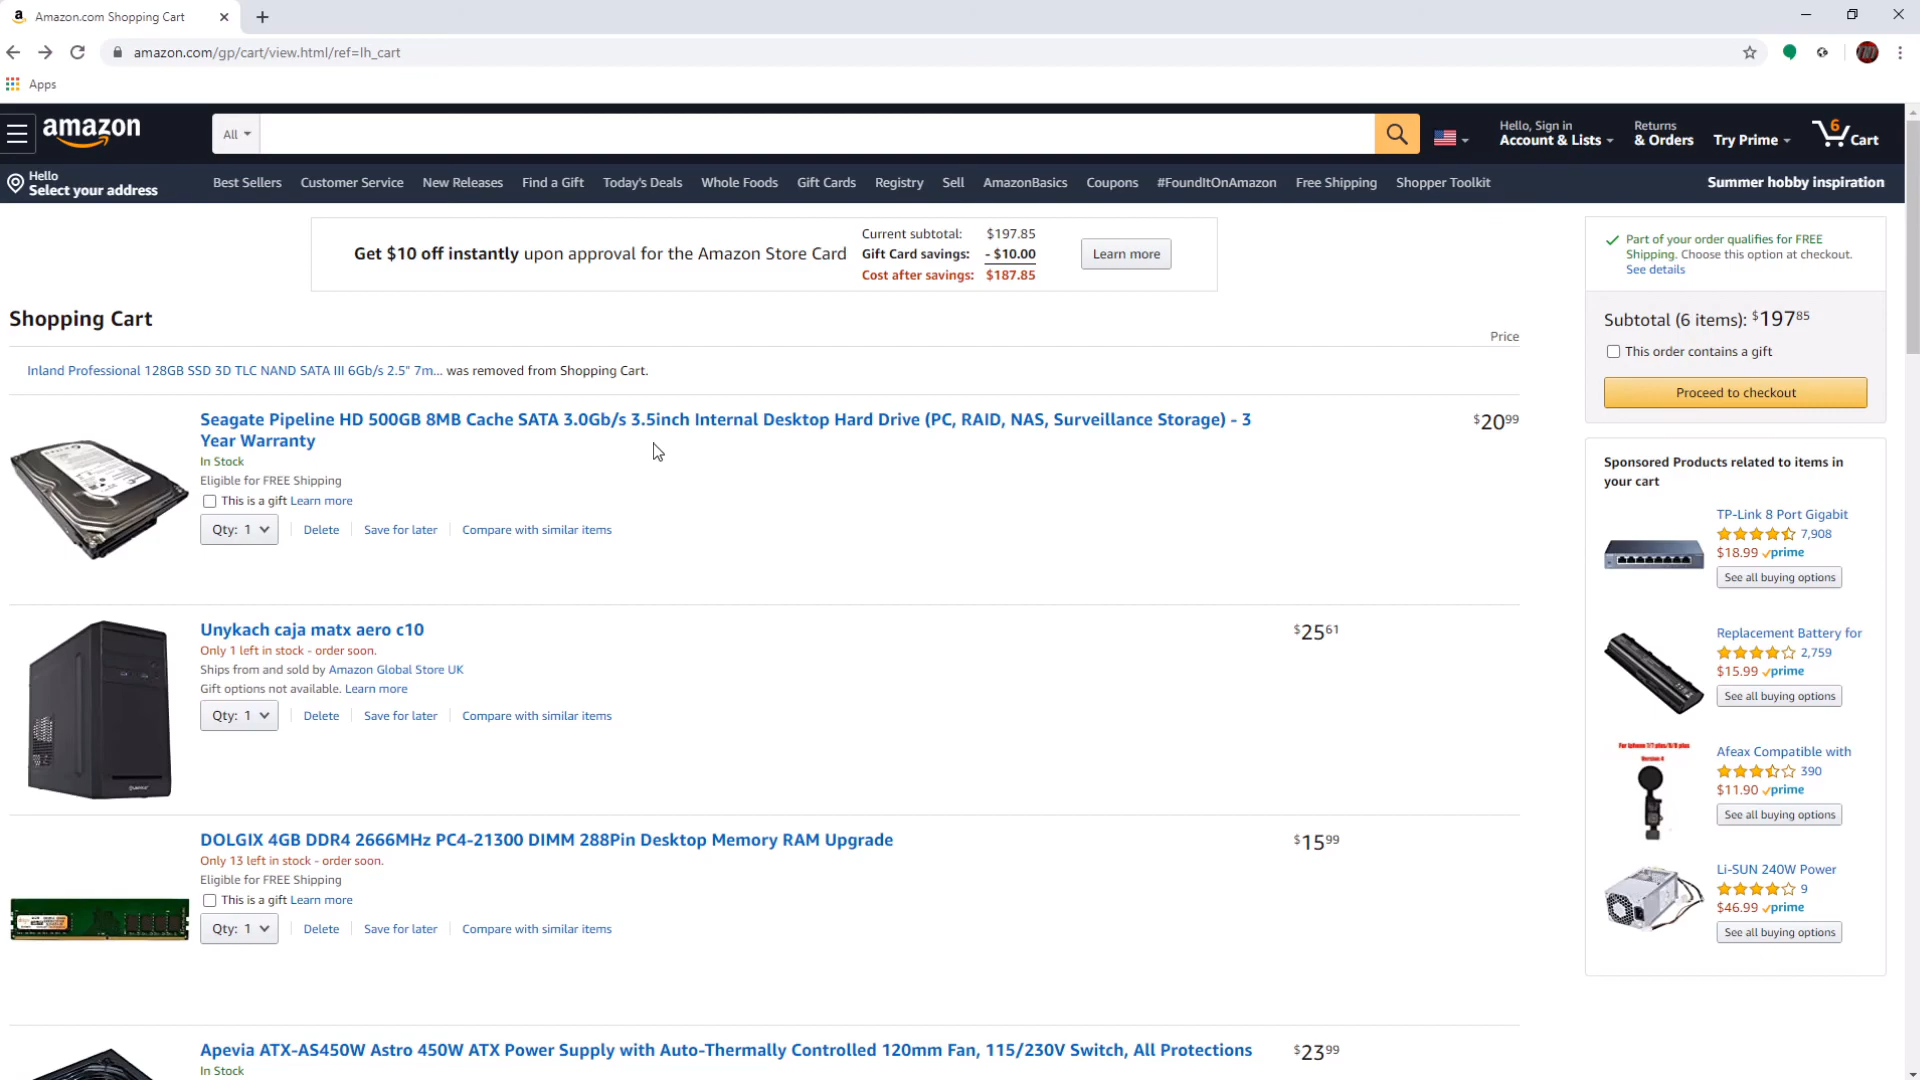 Amazon.com Shopping Cart
amazon.com/gp/cart/view.html/ref=lh_cart
Apps
amazon
All
Hello, Sign in
Account & Lists
Returns
& Orders
Try Prime
6
Cart
Hello
Select your address
Best Sellers
Customer Service
New Releases
Find a Gift
Today's Deals
Whole Foods
Gift Cards
Registry
Sell
AmazonBasics
Coupons
#FoundItOnAmazon
Free Shipping
Shopper Toolkit
Summer hobby inspiration
Get $10 off instantly upon approval for the Amazon Store Card
Current subtotal: $197.85
Gift Card savings: - $10.00
Cost after savings: $187.85
Learn more
Shopping Cart
Price
Inland Professional 128GB SSD 3D TLC NAND SATA III 6Gb/s 2.5" 7m... was removed from Shopping Cart.
Seagate Pipeline HD 500GB 8MB Cache SATA 3.0Gb/s 3.5inch Internal Desktop Hard Drive (PC, RAID, NAS, Surveillance Storage) - 3
Year Warranty
$20 99
In Stock
Eligible for FREE Shipping
This is a gift Learn more
Qty: 1
Delete
Save for later
Compare with similar items
Unykach caja matx aero c10
$25 61
Only 1 left in stock - order soon.
Ships from and sold by Amazon Global Store UK
Gift options not available. Learn more
Qty: 1
Delete
Save for later
Compare with similar items
DOLGIX 4GB DDR4 2666MHz PC4-21300 DIMM 288Pin Desktop Memory RAM Upgrade
$15 99
Only 13 left in stock - order soon.
Eligible for FREE Shipping
This is a gift Learn more
Qty: 1
Delete
Save for later
Compare with similar items
Apevia ATX-AS450W Astro 450W ATX Power Supply with Auto-Thermally Controlled 120mm Fan, 115/230V Switch, All Protections
$23 99
In Stock
Part of your order qualifies for FREE
Shipping. Choose this option at checkout.
See details
Subtotal (6 items): $197 85
This order contains a gift
Proceed to checkout
Sponsored Products related to items in
your cart
TP-Link 8 Port Gigabit
7,908
$18.99 prime
See all buying options
Replacement Battery for
2,759
$15.99 prime
See all buying options
For Iphone 7/7 plus/8/8 plus
Version 4
Afeax Compatible with
390
$11.90 prime
See all buying options
Li-SUN 240W Power
9
$46.99 prime
See all buying options